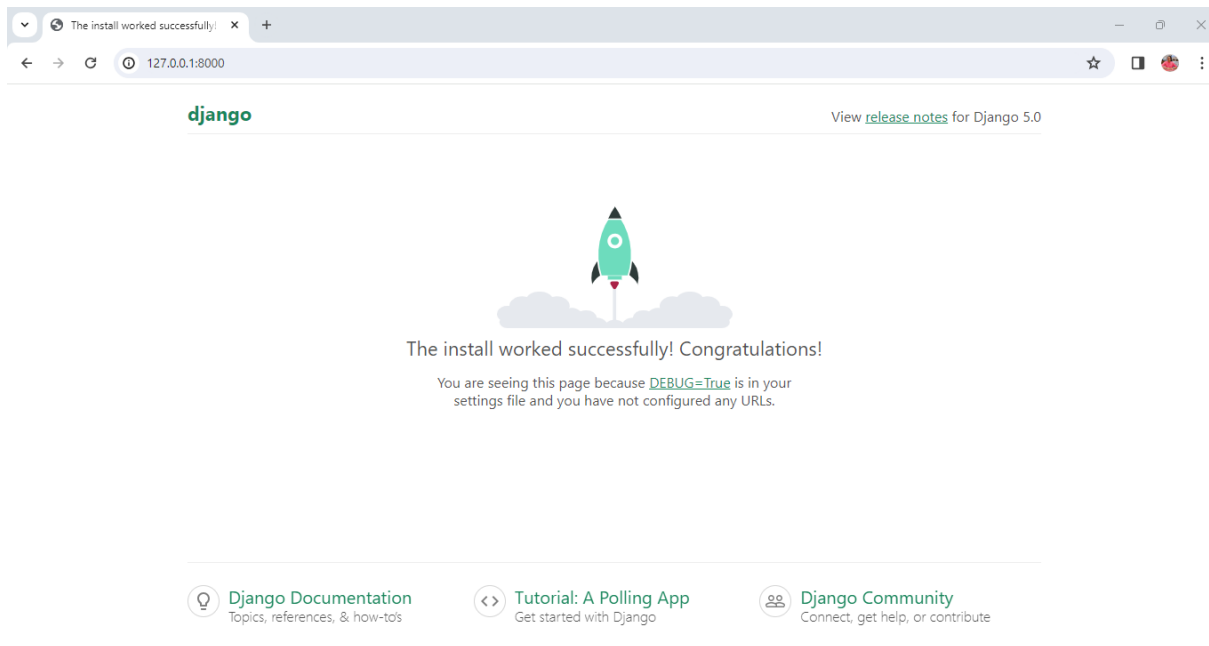 The install worked successfully!
127.0.0.1:8000
django
View release notes for Django 5.0
The install worked successfully! Congratulations!
You are seeing this page because DEBUG=True is in your
settings file and you have not configured any URLs.
Django Documentation
Topics, references, & how-to's
Tutorial: A Polling App
Get started with Django
Django Community
Connect, get help, or contribute